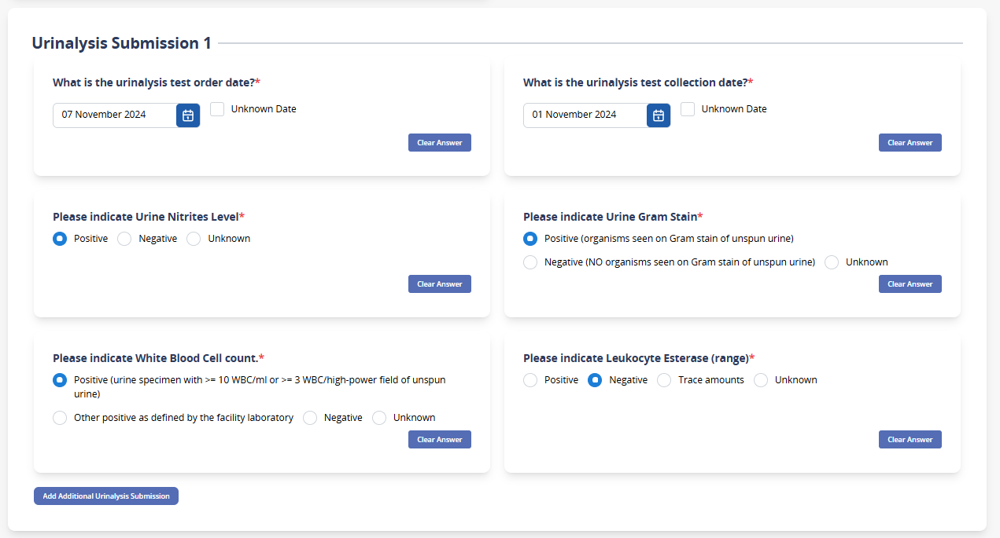 Urinalysis Submission 1
What is the urinalysis test order date?*
07 November 2024
Unknown Date
Clear Answer
What is the urinalysis test collection date?*
01 November 2024
Unknown Date
Clear Answer
Please indicate Urine Nitrites Level*
Positive
Negative
Unknown
Clear Answer
Please indicate Urine Gram Stain*
Positive (organisms seen on Gram stain of unspun urine)
Negative (NO organisms seen on Gram stain of unspun urine)
Unknown
Clear Answer
Please indicate White Blood Cell count.*
Positive (urine specimen with >= 10 WBC/ml or >= 3 WBC/high-power field of unspun
urine)
Other positive as defined by the facility laboratory
Negative
Unknown
Clear Answer
Please indicate Leukocyte Esterase (range)*
Positive
Negative
Trace amounts
Unknown
Clear Answer
Add Additional Urinalysis Submission